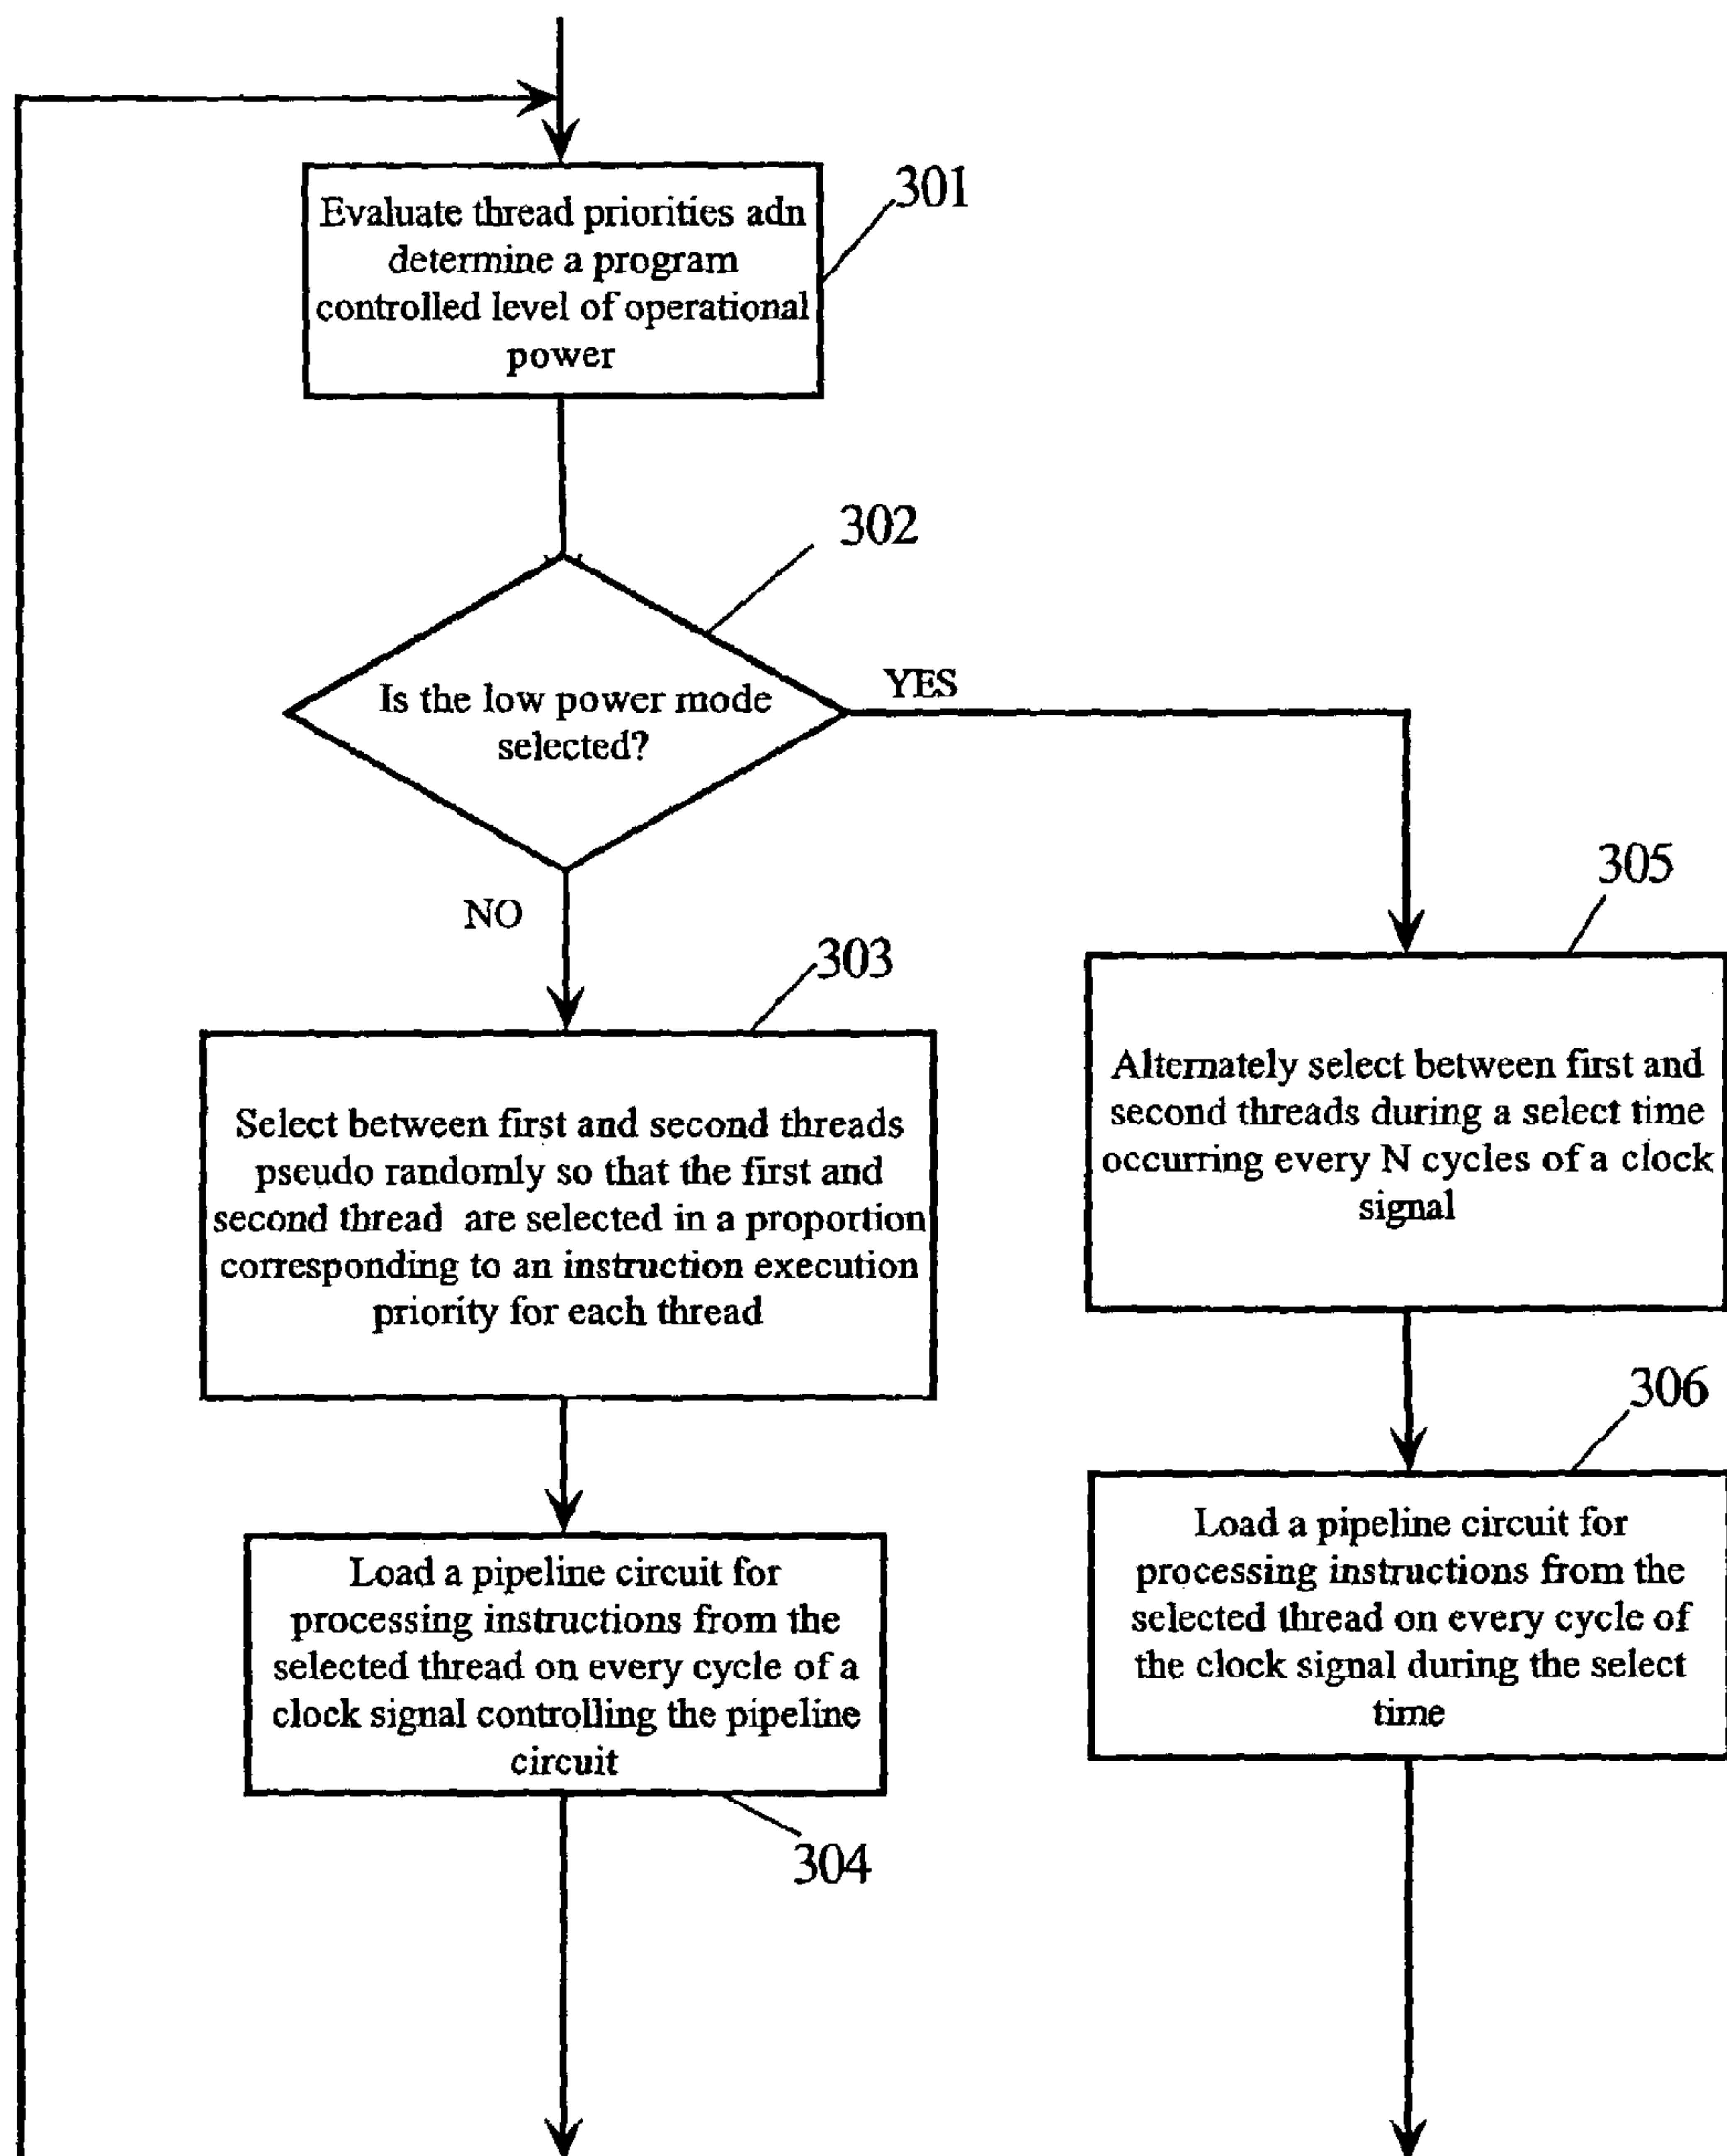 301
Evaluate thread priorities adn
determine a program
controlled level of operational
power
302
Is the low power mode
selected?
YES
NO
303
Select between first and second threads
pseudo randomly so that the first and
second thread are selected in a proportion
corresponding to an instruction execution
priority for each thread
Load a pipeline circuit for
processing instructions from the
selected thread on every cycle of a
clock signal controlling the pipeline
circuit
304
305
Alternately select between first and
second threads during a select time
occurring every N cycles of a clock
signal
306
Load a pipeline circuit for
processing instructions from the
selected thread on every cycle of
the clock signal during the select
time